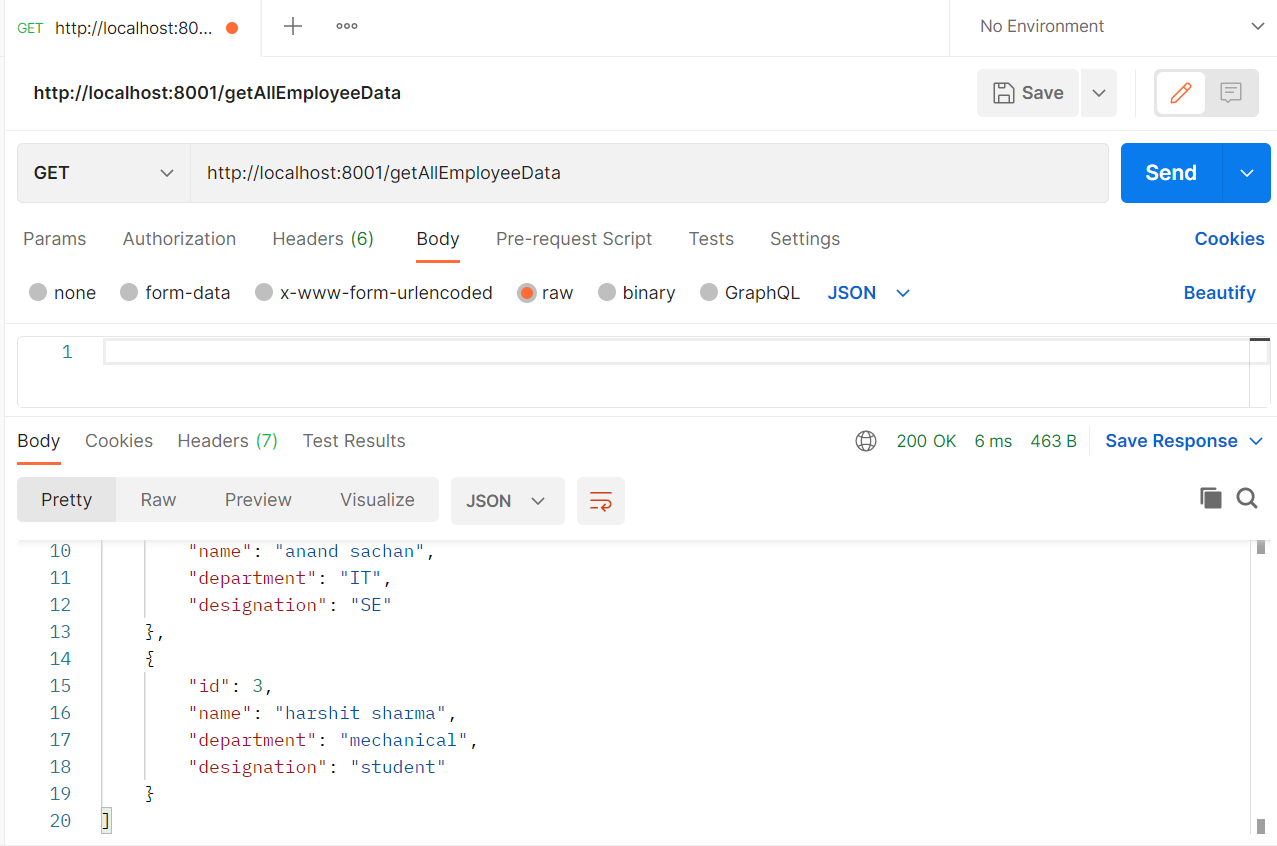 GET http://localhost:80... No Environment
http://localhost:8001/getAllEmployeeData Save
GET http://localhost:8001/getAllEmployeeData Send
Params Authorization Headers (6) Body Pre-request Script Tests Settings Cookies
none form-data x-www-form-urlencoded raw binary GraphQL JSON Beautify
1
Body Cookies Headers (7) Test Results 200 OK 6 ms 463 B Save Response
Pretty Raw Preview Visualize JSON
10 "name": "anand sachan",
11 "department": "IT",
12 "designation": "SE"
13 },
14 {
15 "id": 3,
16 "name": "harshit sharma",
17 "department": "mechanical",
18 "designation": "student"
19 }
20 ]